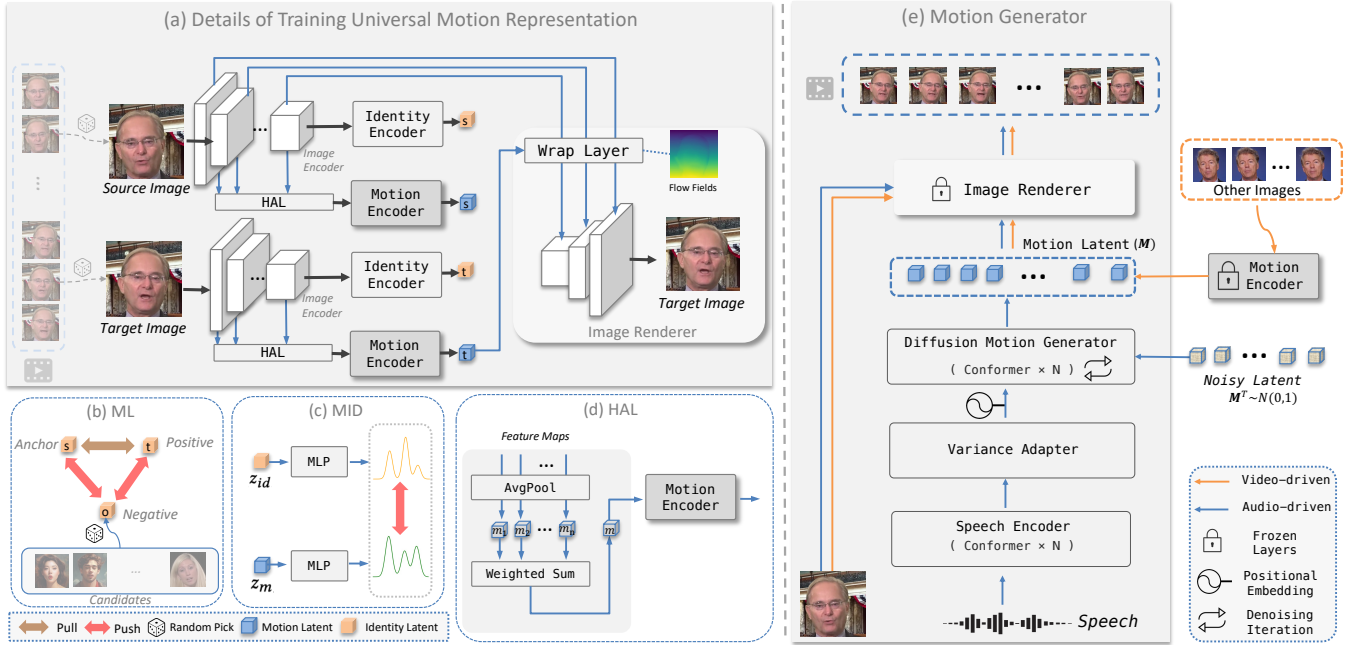 (a) Details of Training Universal Motion Representation
Source Image
Image Encoder
HAL
Identity Encoder
s
Motion Encoder
s
Target Image
Image Encoder
HAL
Identity Encoder
t
Motion Encoder
t
Wrap Layer
Flow Fields
Target Image
Image Renderer
(b) ML
Anchor
s
t
Positive
o
Negative
...
Candidates
(c) MID
z_id
MLP
z_m
MLP
(d) HAL
Feature Maps
...
AvgPool
m_1
m_2
...
m_n
m
Weighted Sum
Motion Encoder
Pull
Push
Random Pick
Motion Latent
Identity Latent
(e) Motion Generator
...
Image Renderer
Other Images
Motion Latent (M)
...
Motion Encoder
Diffusion Motion Generator
( Conformer × N )
...
Noisy Latent
M^T~N(0,1)
Variance Adapter
Speech Encoder
( Conformer × N )
Speech
Video-driven
Audio-driven
Frozen Layers
Positional Embedding
Denoising Iteration